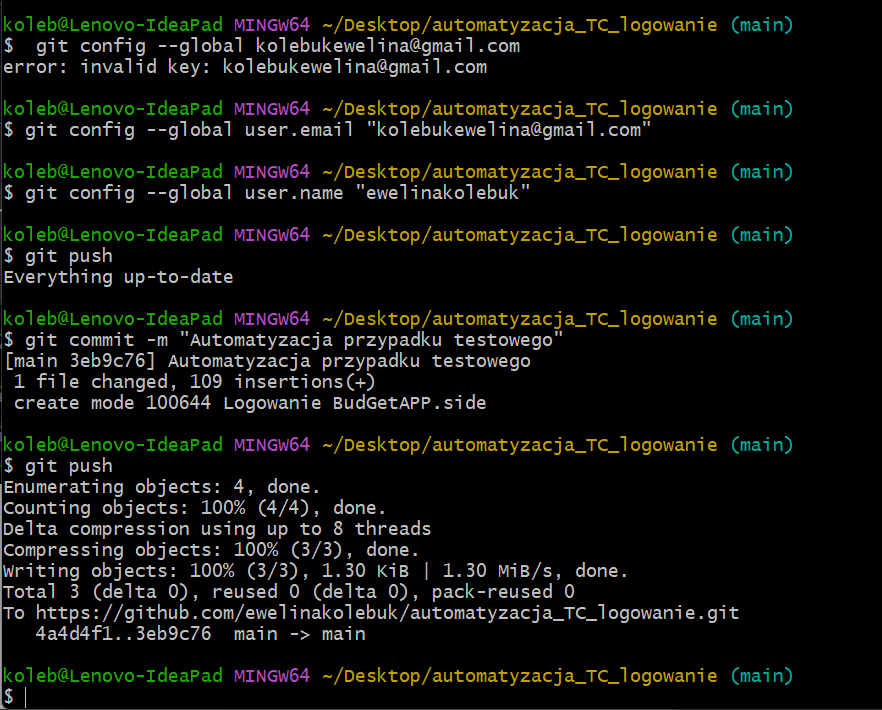 koleb@Lenovo-IdeaPad MINGW64 ~/Desktop/automatyzacja_TC_logowanie (main)
$  git config --global kolebukewelina@gmail.com
error: invalid key: kolebukewelina@gmail.com
koleb@Lenovo-IdeaPad MINGW64 ~/Desktop/automatyzacja_TC_logowanie (main)
$ git config --global user.email "kolebukewelina@gmail.com"
koleb@Lenovo-IdeaPad MINGW64 ~/Desktop/automatyzacja_TC_logowanie (main)
$ git config --global user.name "ewelinakolebuk"
koleb@Lenovo-IdeaPad MINGW64 ~/Desktop/automatyzacja_TC_logowanie (main)
$ git push
Everything up-to-date
koleb@Lenovo-IdeaPad MINGW64 ~/Desktop/automatyzacja_TC_logowanie (main)
$ git commit -m "Automatyzacja przypadku testowego"
[main 3eb9c76] Automatyzacja przypadku testowego
 1 file changed, 109 insertions(+)
 create mode 100644 Logowanie BudGetAPP.side
koleb@Lenovo-IdeaPad MINGW64 ~/Desktop/automatyzacja_TC_logowanie (main)
$ git push
Enumerating objects: 4, done.
Counting objects: 100% (4/4), done.
Delta compression using up to 8 threads
Compressing objects: 100% (3/3), done.
Writing objects: 100% (3/3), 1.30 KiB | 1.30 MiB/s, done.
Total 3 (delta 0), reused 0 (delta 0), pack-reused 0
To https://github.com/ewelinakolebuk/automatyzacja_TC_logowanie.git
   4a4d4f1..3eb9c76  main -> main
koleb@Lenovo-IdeaPad MINGW64 ~/Desktop/automatyzacja_TC_logowanie (main)
$